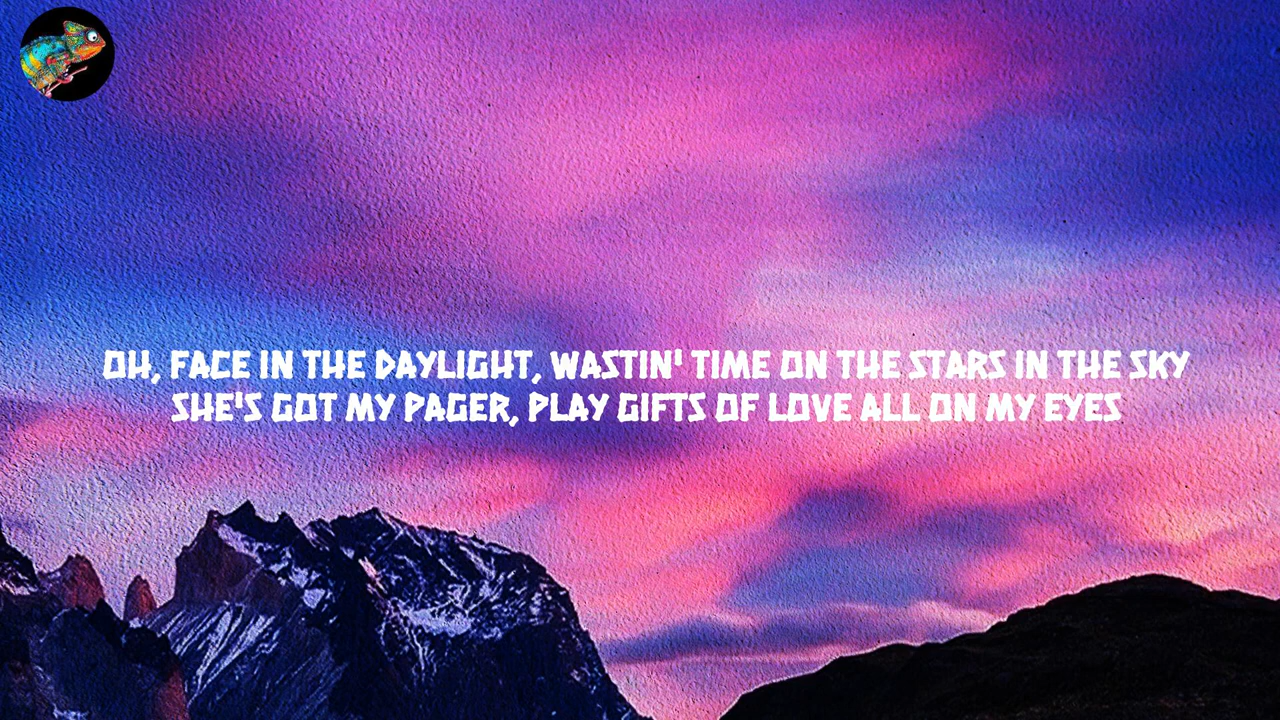 OH, FACE IN THE DAYLIGHT, WASTIN' TIME ON THE STARS IN THE SKY
SHE'S GOT MY PAGER, PLAY GIFTS OF LOVE ALL ON MY EYES